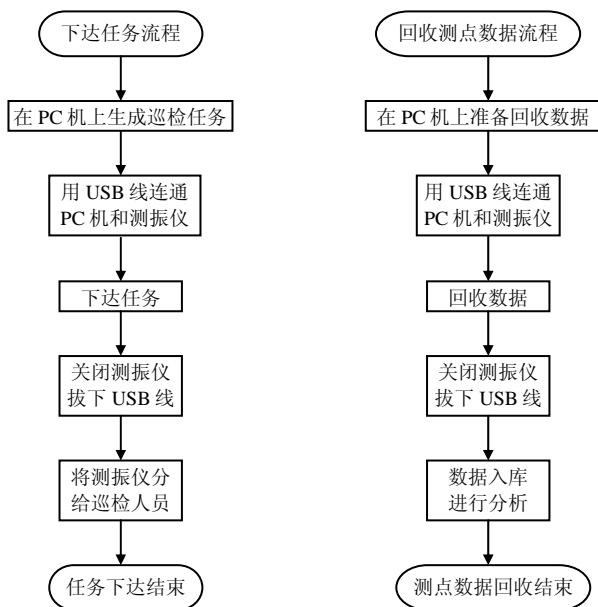 下达任务流程
在 PC 机上生成巡检任务
用 USB 线连通
PC 机和测振仪
下达任务
关闭测振仪
拔下 USB 线
将测振仪分
给巡检人员
任务下达结束
回收测点数据流程
在 PC 机上准备回收数据
用 USB 线连通
PC 机和测振仪
回收数据
关闭测振仪
拔下 USB 线
数据入库
进行分析
测点数据回收结束